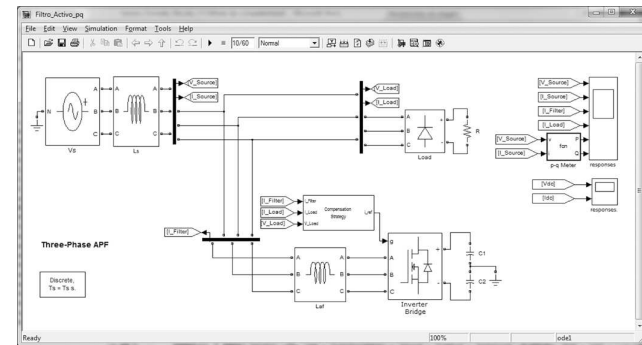 Filtro_Activo_pq
File Edit View Simulation Format Tools Help
10/60 Normal
N A A A
B B B
C C C
Vs
Ls
[V_Source]
[I_Source]
[V_Load]
[I_Load]
A
B
C
+
-
Load
R
[V_Source]
[I_Source]
[I_Filter]
[I_Load]
responses
[V_Source]
[I_Source]
v
i
fcn
P
Q
p-q Meter
[Vdc]
[Idc]
responses.
[I_Filter]
[I_Load]
[V_Load]
I_Filter
I_Load
V_Load
Compensation
Strategy
I_ref
[I_Filter]
Three-Phase APF
Discrete,
Ts = Ts s.
A A A
B B B
C C C
Laf
g
+
-
Inverter
Bridge
C1
C2
Ready
100%
ode1